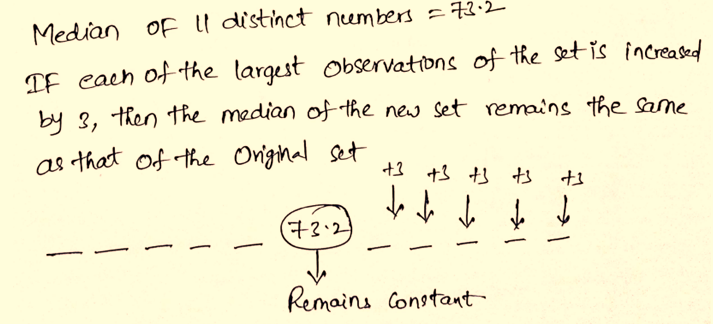 Median OF 11 distinct numbers = 73.2
IF each of the largest observations of the set is increased
by 3, then the median of the new set remains the same
as that of the Original set
+3 +3 +3 +3 +3
73.2
Remains Constant